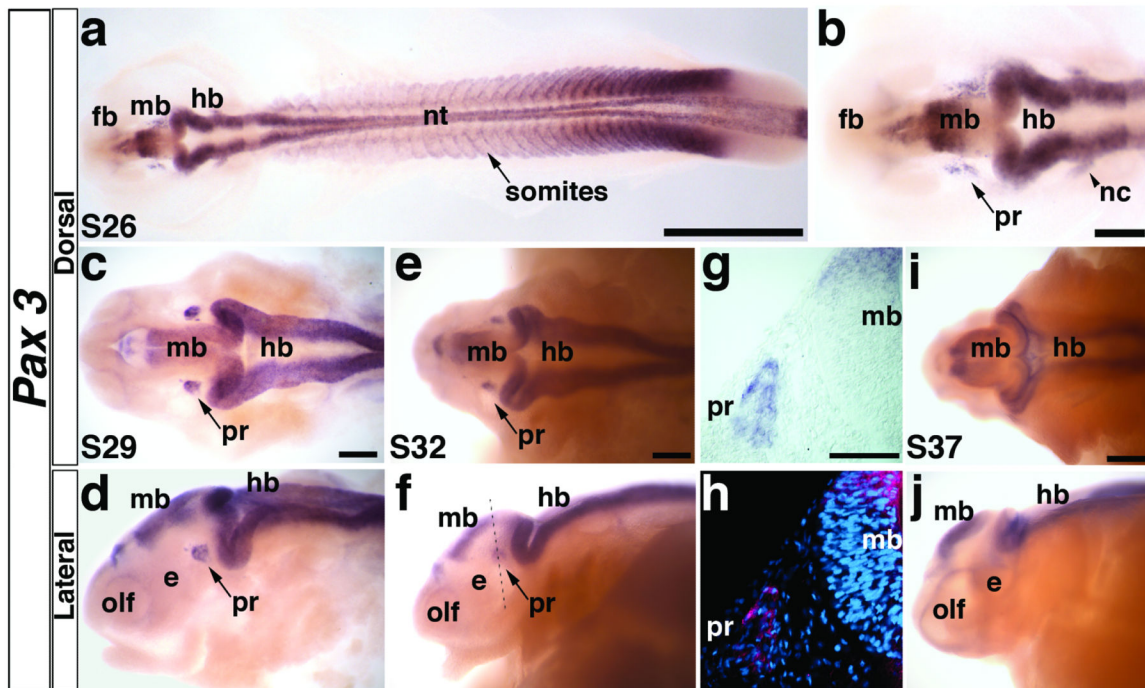 Pax 3
Dorsal
Lateral
a
fb
mb
hb
nt
somites
S26
b
fb
mb
hb
pr
nc
c
mb
hb
pr
S29
e
mb
hb
pr
S32
g
mb
pr
i
mb
hb
S37
d
mb
hb
e
olf
pr
f
mb
hb
e
olf
pr
h
mb
pr
j
mb
hb
e
olf